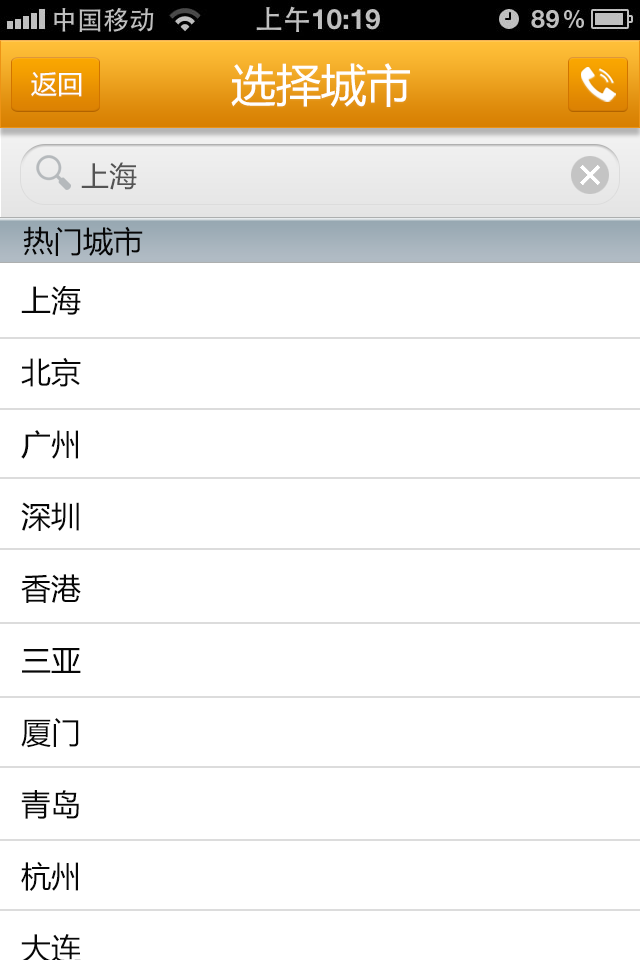 中国移动 上午10:19 89%
返回 选择城市
上海
热门城市
上海
北京
广州
深圳
香港
三亚
厦门
青岛
杭州
大连